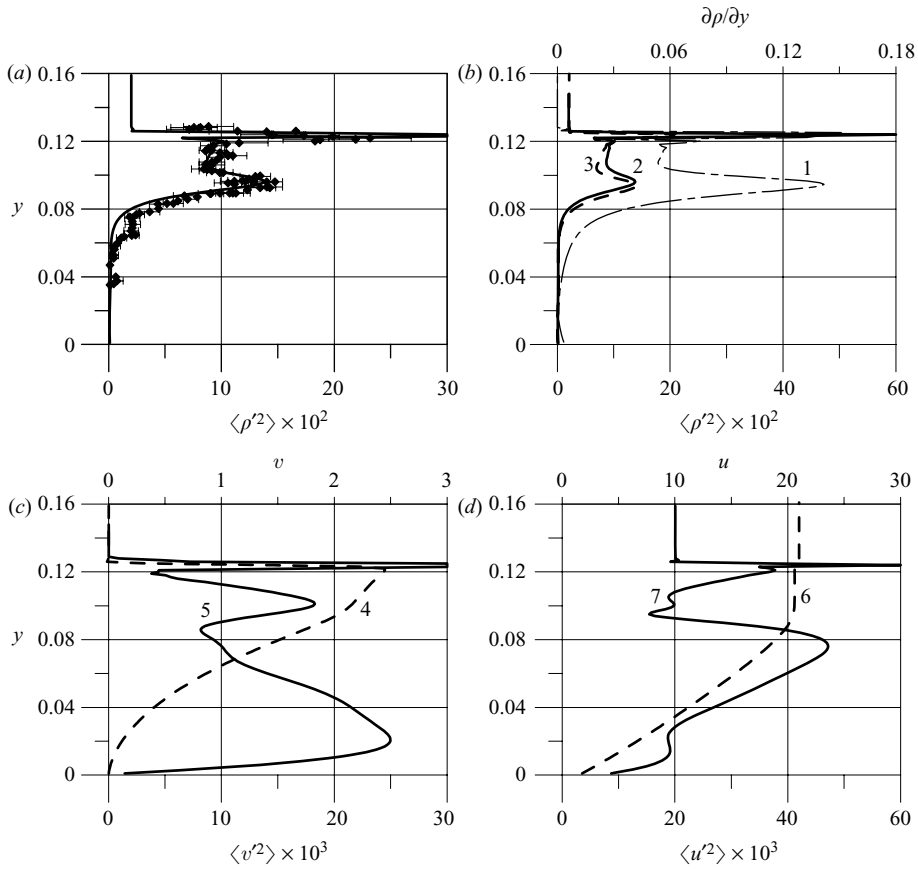 ∂ρ/∂y
0 0.06 0.12 0.18
(a) 0.16 (b) 0.16
0.12 0.12
3 2 1
y 0.08 0.08
0.04 0.04
0 0
0 10 20 30 0 20 40 60
⟨ρ′²⟩ × 10² ⟨ρ′²⟩ × 10²
v u
0 1 2 3 0 10 20 30
(c) 0.16 (d) 0.16
0.12 0.12
5 4 7 6
y 0.08 0.08
0.04 0.04
0 0
0 10 20 30 0 20 40 60
⟨v′²⟩ × 10³ ⟨u′²⟩ × 10³